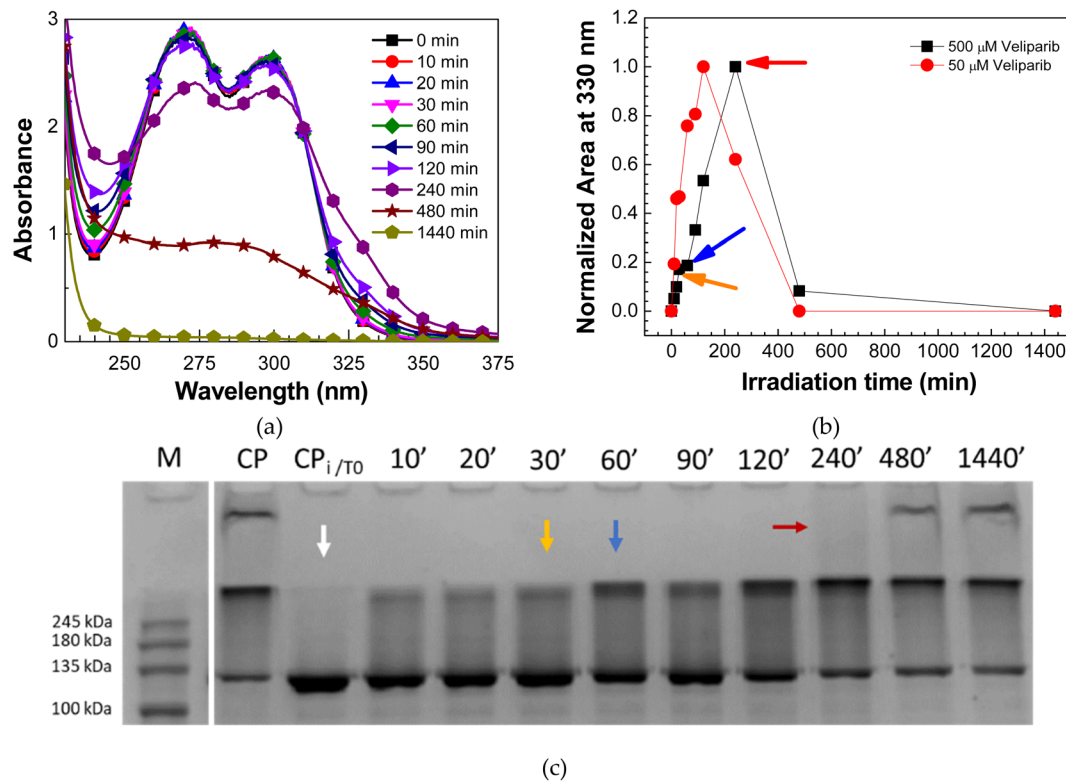 (a)
Absorbance
3
2
1
0
250 275 300 325 350 375
Wavelength (nm)
0 min
10 min
20 min
30 min
60 min
90 min
120 min
240 min
480 min
1440 min
(b)
Normalized Area at 330 nm
1.2
1.0
0.8
0.6
0.4
0.2
0.0
0 200 400 600 800 1000 1200 1400
Irradiation time (min)
500 μM Veliparib
50 μM Veliparib
M CP CPi/T0 10' 20' 30' 60' 90' 120' 240' 480' 1440'
245 kDa
180 kDa
135 kDa
100 kDa
(c)